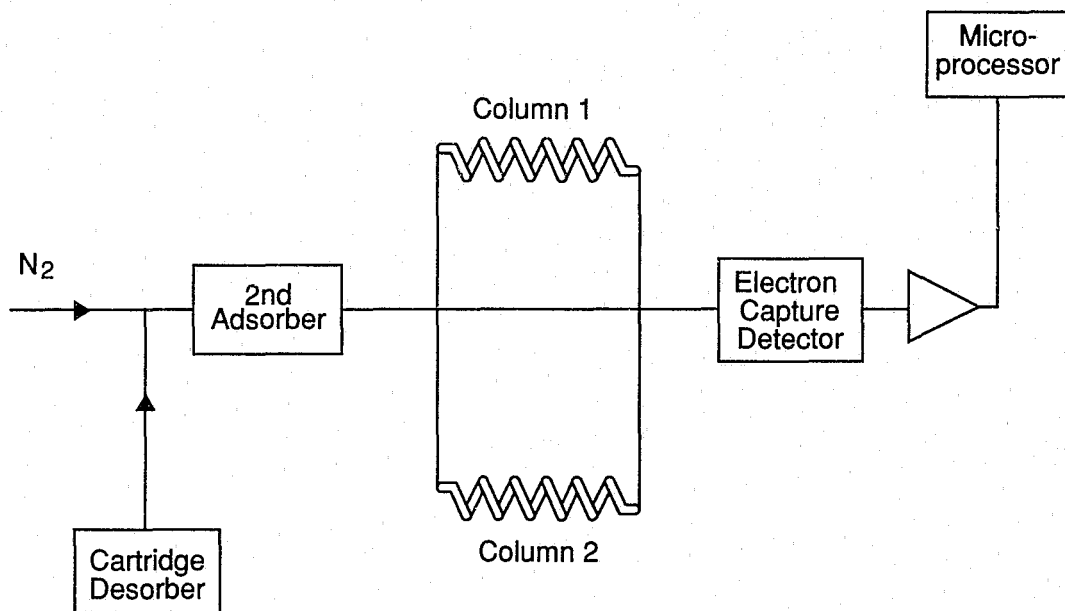 Micro-
processor
Column 1
N2
2nd
Adsorber
Electron
Capture
Detector
Column 2
Cartridge
Desorber